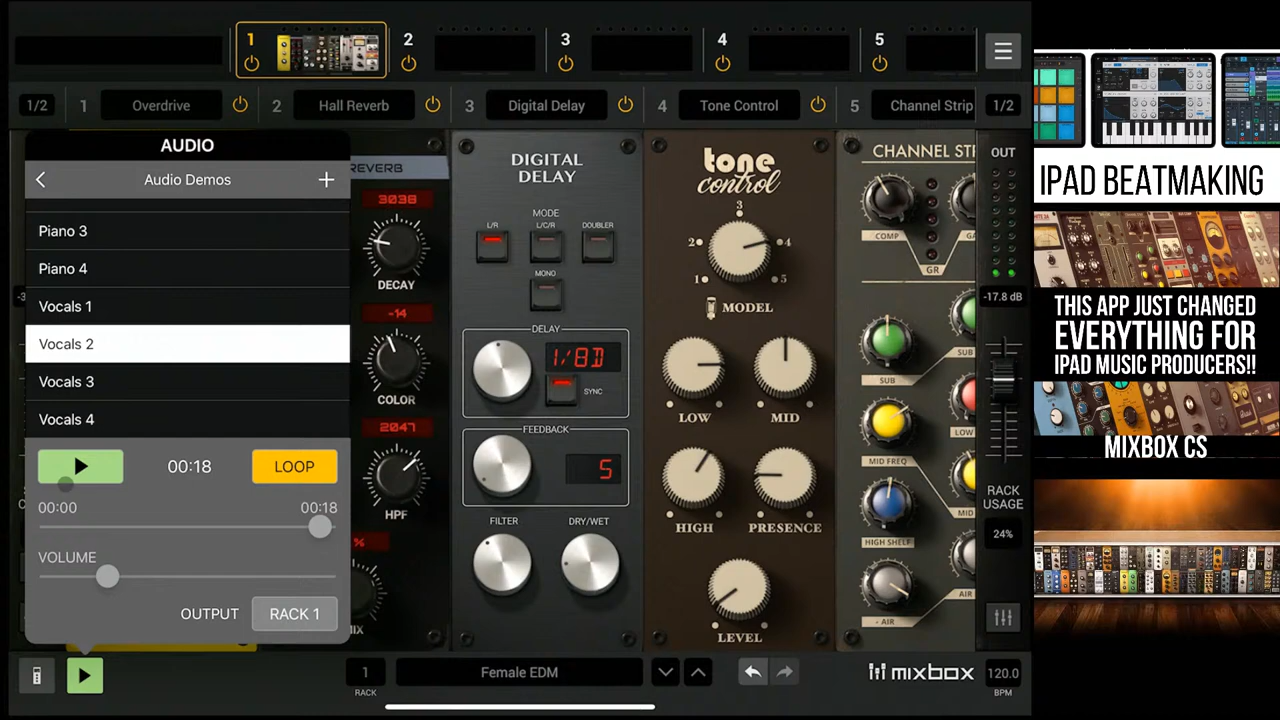 1
2
3
4
5
1/2
1
Overdrive
2
Hall Reverb
3
Digital Delay
4
Tone Control
5
Channel Strip
1/2
AUDIO
Audio Demos
+
Piano 3
Piano 4
Vocals 1
Vocals 2
Vocals 3
Vocals 4
00:18
LOOP
00:00
00:18
VOLUME
OUTPUT
RACK 1
REVERB
3038
DECAY
-14
COLOR
2047
HPF
%
MIX
DIGITAL
DELAY
MODE
L/R
L/C/R
DOUBLER
MONO
DELAY
1/8D
SYNC
FEEDBACK
5
FILTER
DRY/WET
tone
control
3
2
4
1
5
MODEL
LOW
MID
HIGH
PRESENCE
LEVEL
CHANNEL STR
COMP
GA
GR
SUB
SUB
MID FREQ
LOW
HIGH SHELF
MID
- AIR
AIR
OUT
-17.8 dB
RACK
USAGE
24%
1
RACK
Female EDM
mixbox
120.0
BPM
IPAD BEATMAKING
THIS APP JUST CHANGED
EVERYTHING FOR
IPAD MUSIC PRODUCERS!!
MIXBOX CS